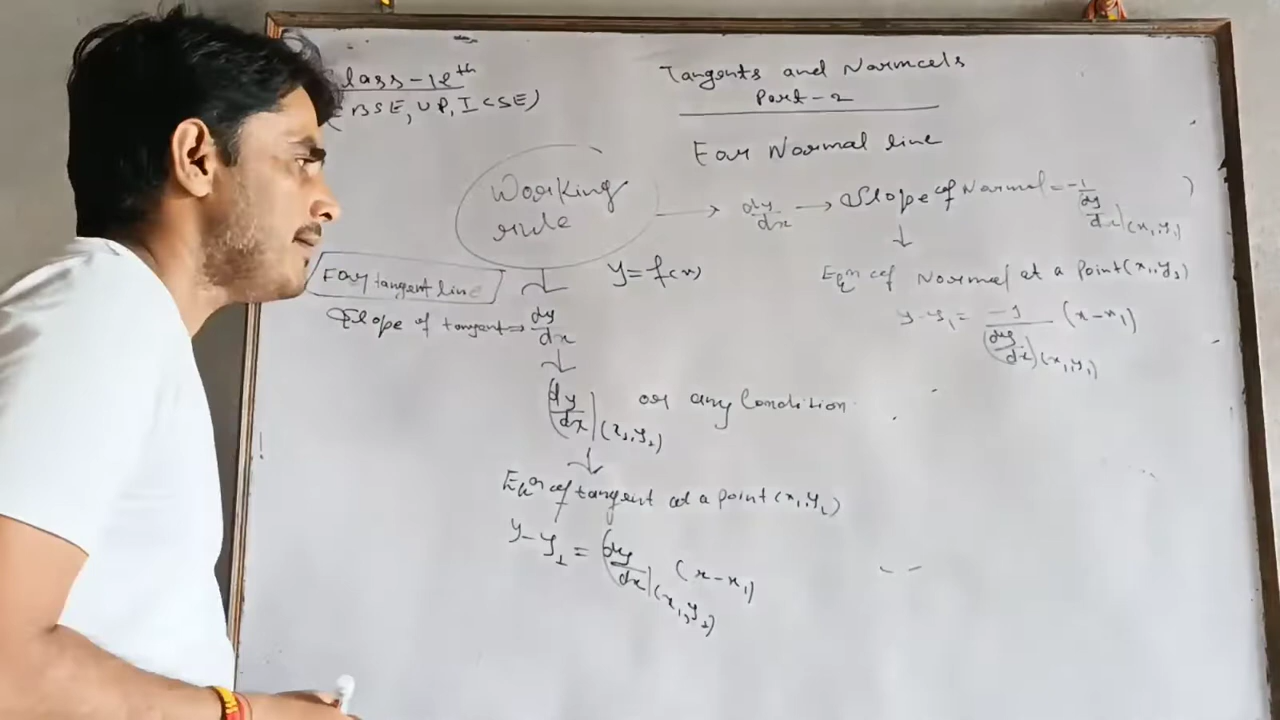 Class-12th
(CBSE, UP, ICSE)
Tangents and Normals
Part-2
For Normal line
Working
rule
dy/dx → Slope of Normal = -1/(dy/dx)(x₁,y₁)
↓
Eqn of Normal at a point (x₁,y₁)
y-y₁ = -1/(dy/dx)(x₁,y₁) (x-x₁)
For tangent line
y=f(x)
Slope of tangent = dy/dx
↓
(dy/dx)(x₁,y₁) or any Condition
↓
Eqn of tangent at a point (x₁,y₁)
y-y₁ = (dy/dx)(x₁,y₁) (x-x₁)